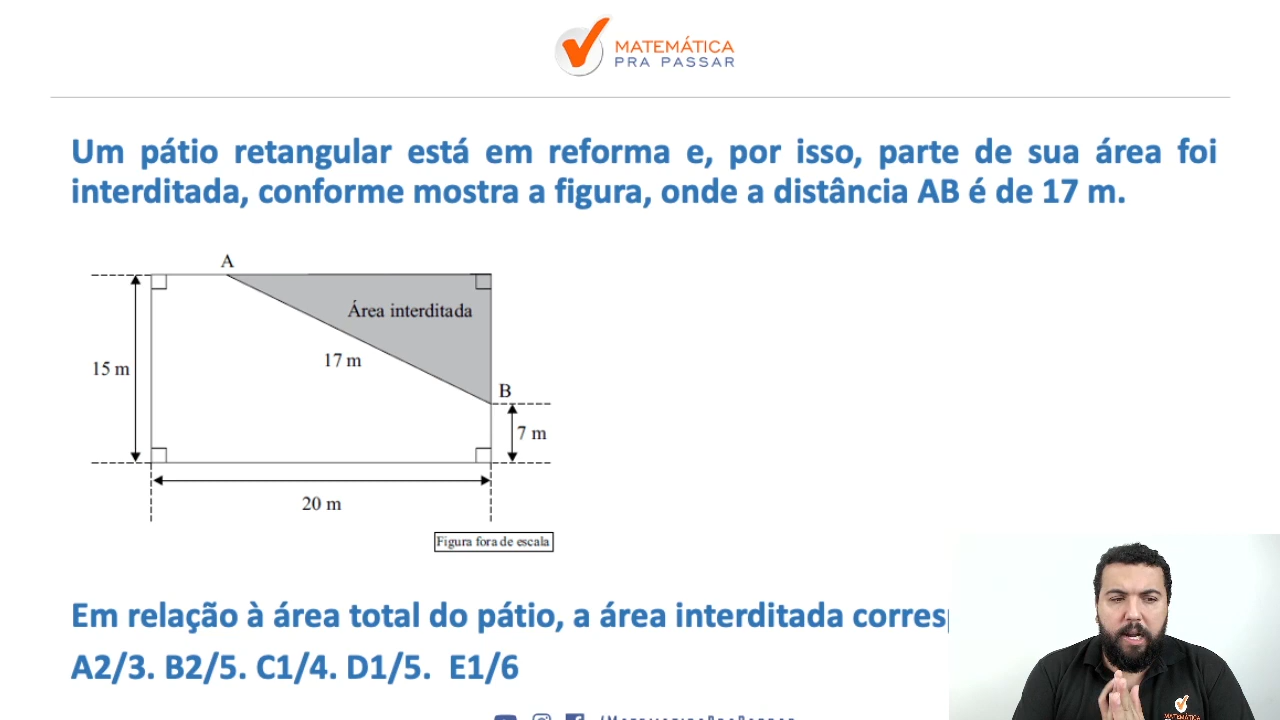 MATEMÁTICA
PRA PASSAR
Um pátio retangular está em reforma e, por isso, parte de sua área foi
interditada, conforme mostra a figura, onde a distância AB é de 17 m.
A
Área interditada
15 m
17 m
B
7 m
20 m
Figura fora de escala
Em relação à área total do pátio, a área interditada
A2/3. B2/5. C1/4. D1/5. E1/6
MATEMÁTICA